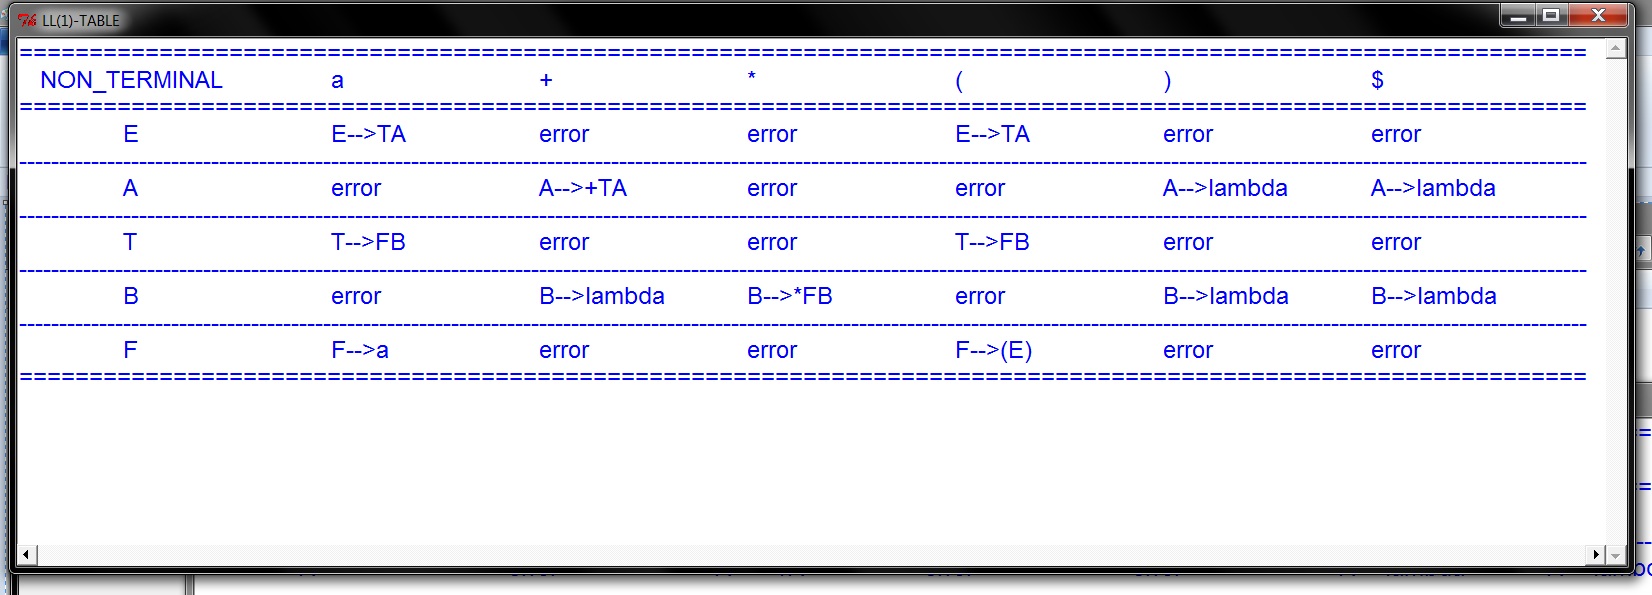 LL(1)-TABLE
NON_TERMINAL a + * ( ) $
E E-->TA error error E-->TA error error
A error A-->+TA error error A-->lambda A-->lambda
T T-->FB error error T-->FB error error
B error B-->lambda B-->*FB error B-->lambda B-->lambda
F F-->a error error F-->(E) error error